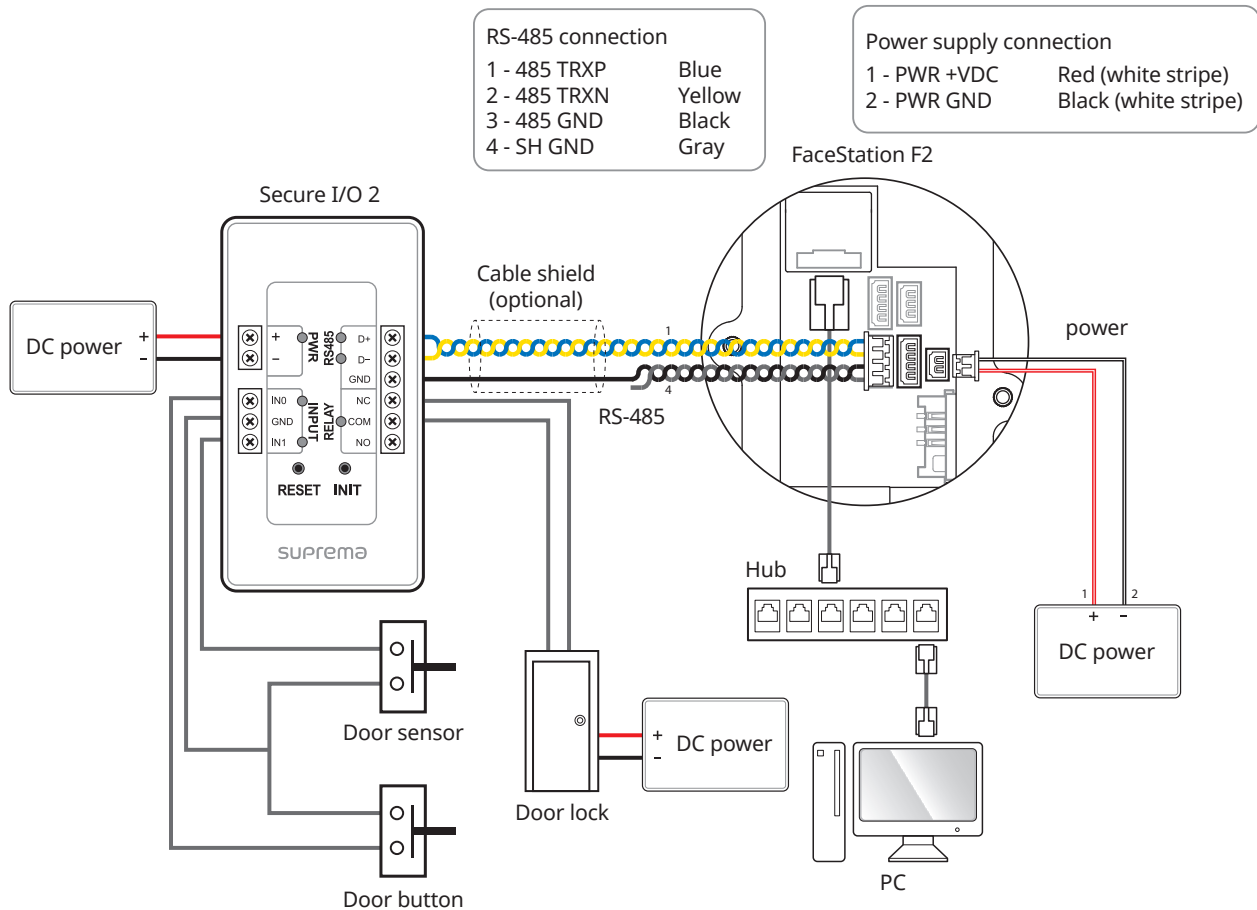 RS-485 connection
1 - 485 TRXP Blue
2 - 485 TRXN Yellow
3 - 485 GND Black
4 - SH GND Gray
Power supply connection
1 - PWR +VDC Red (white stripe)
2 - PWR GND Black (white stripe)
FaceStation F2
Secure I/O 2
Cable shield
(optional)
DC power
+
−
+
−
PWR
RS485
D+
D−
GND
IN0
GND
IN1
INPUT
RELAY
NC
COM
NO
RESET INIT
suprema
1
4
RS-485
power
Hub
1 2
+ −
DC power
Door sensor
Door lock
+
-
DC power
Door button
PC